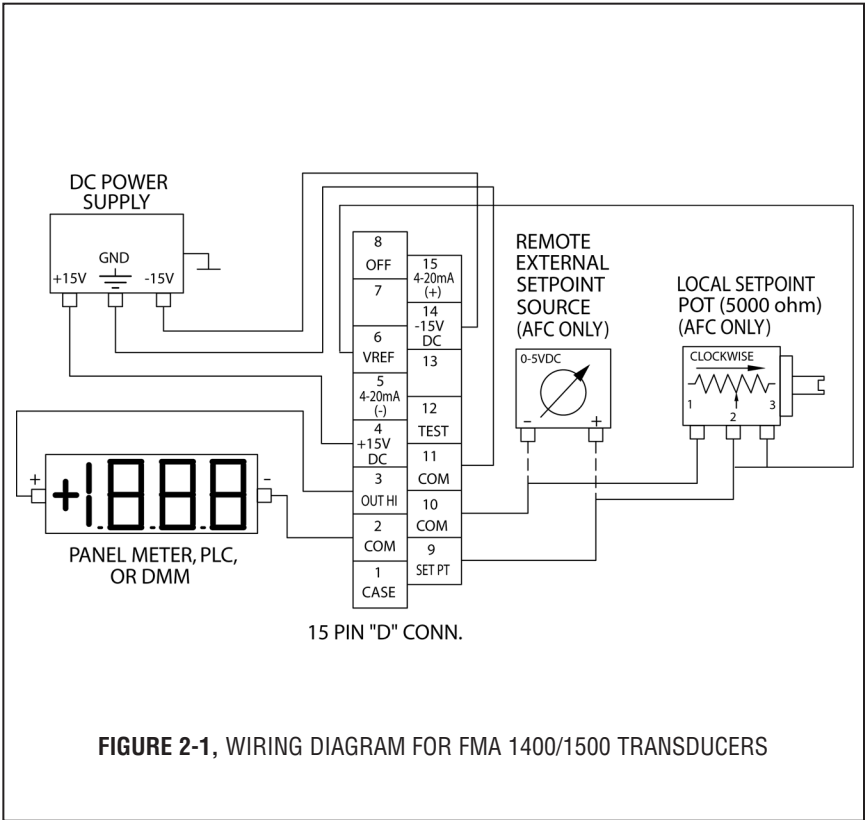 DC POWER
SUPPLY
+15V
GND
-15V
8
OFF
7
6
VREF
5
4-20mA
(-)
4
+15V
DC
3
OUT HI
2
COM
1
CASE
15
4-20mA
(+)
14
-15V
DC
13
12
TEST
11
COM
10
COM
9
SET PT
REMOTE
EXTERNAL
SETPOINT
SOURCE
(AFC ONLY)
0-5VDC
-
+
LOCAL SETPOINT
POT (5000 ohm)
(AFC ONLY)
CLOCKWISE
1
2
3
+
+1.8.8.8
-
PANEL METER, PLC,
OR DMM
15 PIN "D" CONN.
FIGURE 2-1, WIRING DIAGRAM FOR FMA 1400/1500 TRANSDUCERS